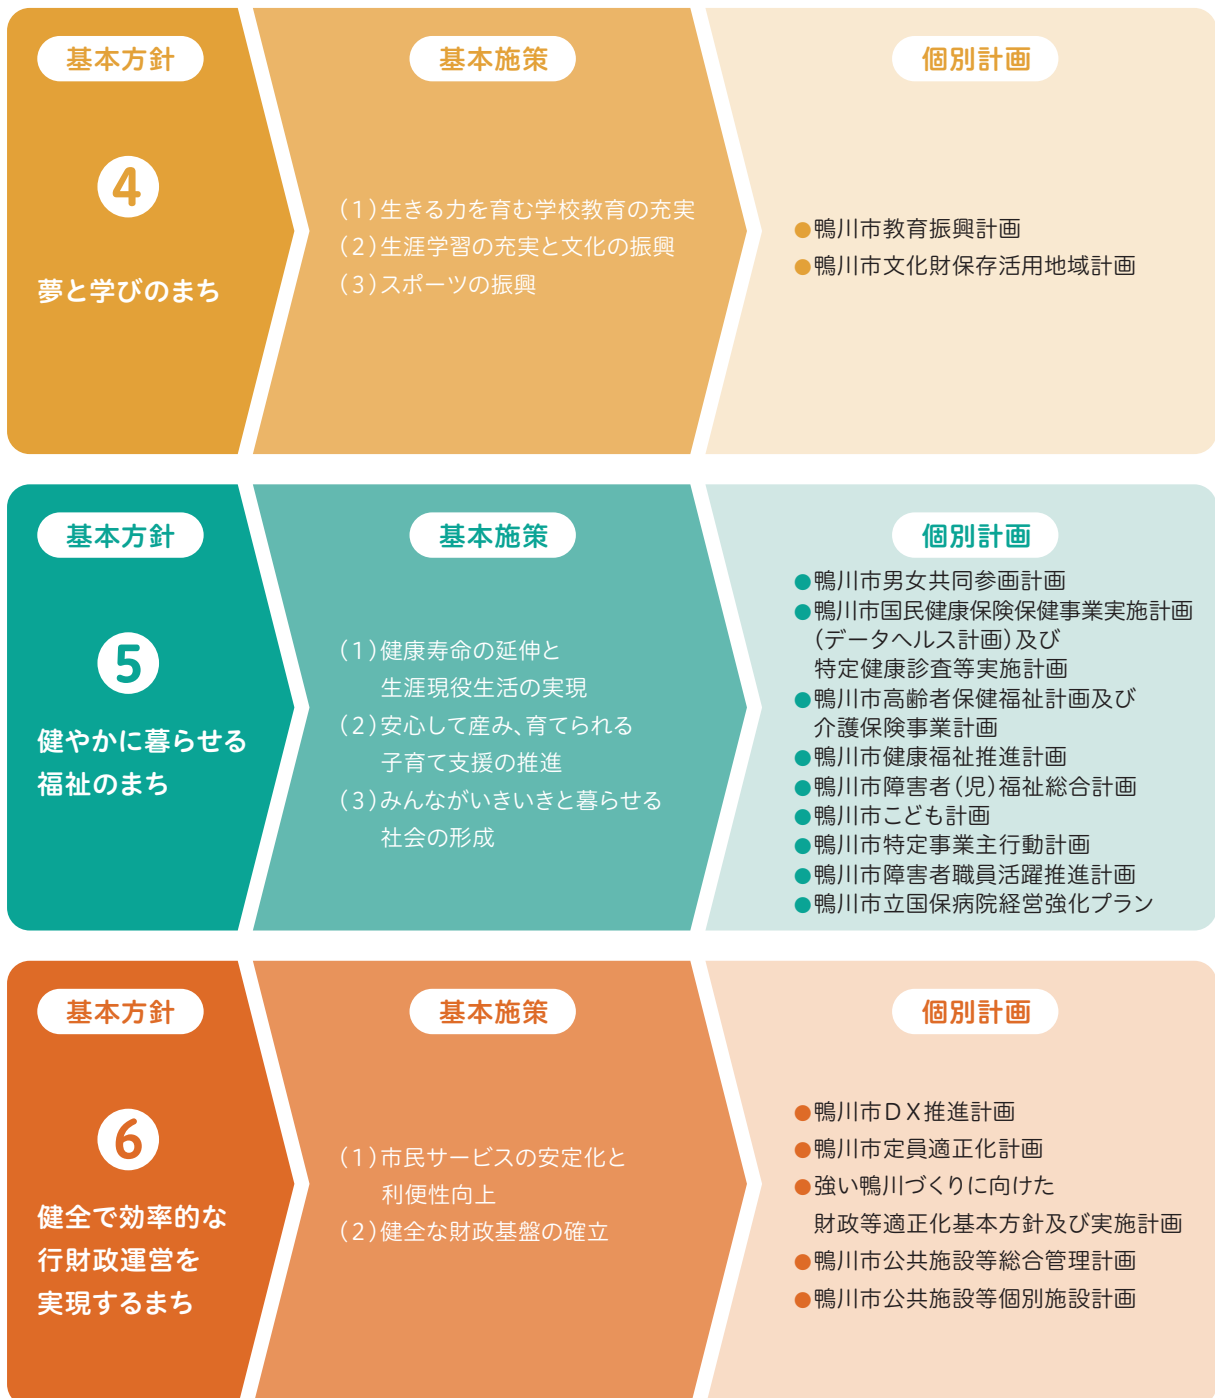 基本方針
4
夢と学びのまち
基本施策
（1）生きる力を育む学校教育の充実
（2）生涯学習の充実と文化の振興
（3）スポーツの振興
個別計画
●鴨川市教育振興計画
●鴨川市文化財保存活用地域計画
基本方針
5
健やかに暮らせる
福祉のまち
基本施策
（1）健康寿命の延伸と
生涯現役生活の実現
（2）安心して産み、育てられる
子育て支援の推進
（3）みんながいきいきと暮らせる
社会の形成
個別計画
●鴨川市男女共同参画計画
●鴨川市国民健康保険保健事業実施計画
（データヘルス計画）及び
特定健康診査等実施計画
●鴨川市高齢者保健福祉計画及び
介護保険事業計画
●鴨川市健康福祉推進計画
●鴨川市障害者（児）福祉総合計画
●鴨川市こども計画
●鴨川市特定事業主行動計画
●鴨川市障害者職員活躍推進計画
●鴨川市立国保病院経営強化プラン
基本方針
6
健全で効率的な
行財政運営を
実現するまち
基本施策
（1）市民サービスの安定化と
利便性向上
（2）健全な財政基盤の確立
個別計画
●鴨川市ＤＸ推進計画
●鴨川市定員適正化計画
●強い鴨川づくりに向けた
財政等適正化基本方針及び実施計画
●鴨川市公共施設等総合管理計画
●鴨川市公共施設等個別施設計画